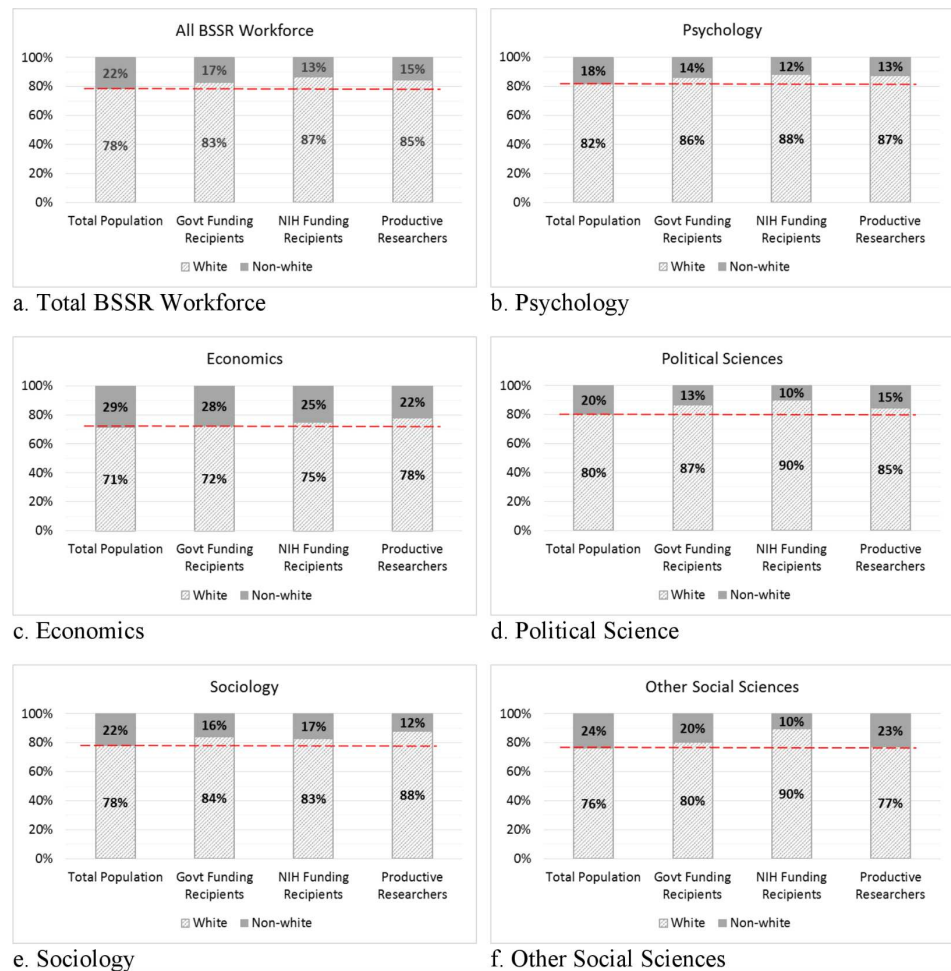 All BSSR Workforce
100%
80%
60%
40%
20%
0%
22% 17% 13% 15%
78% 83% 87% 85%
Total Population Govt Funding Recipients NIH Funding Recipients Productive Researchers
White Non-white
a. Total BSSR Workforce
Psychology
100%
80%
60%
40%
20%
0%
18% 14% 12% 13%
82% 86% 88% 87%
Total Population Govt Funding Recipients NIH Funding Recipients Productive Researchers
White Non-white
b. Psychology
Economics
100%
80%
60%
40%
20%
0%
29% 28% 25% 22%
71% 72% 75% 78%
Total Population Govt Funding Recipients NIH Funding Recipients Productive Researchers
White Non-white
c. Economics
Political Sciences
100%
80%
60%
40%
20%
0%
20% 13% 10% 15%
80% 87% 90% 85%
Total Population Govt Funding Recipients NIH Funding Recipients Productive Researchers
White Non-white
d. Political Science
Sociology
100%
80%
60%
40%
20%
0%
22% 16% 17% 12%
78% 84% 83% 88%
Total Population Govt Funding Recipients NIH Funding Recipients Productive Researchers
White Non-white
e. Sociology
Other Social Sciences
100%
80%
60%
40%
20%
0%
24% 20% 10% 23%
76% 80% 90% 77%
Total Population Govt Funding Recipients NIH Funding Recipients Productive Researchers
White Non-white
f. Other Social Sciences